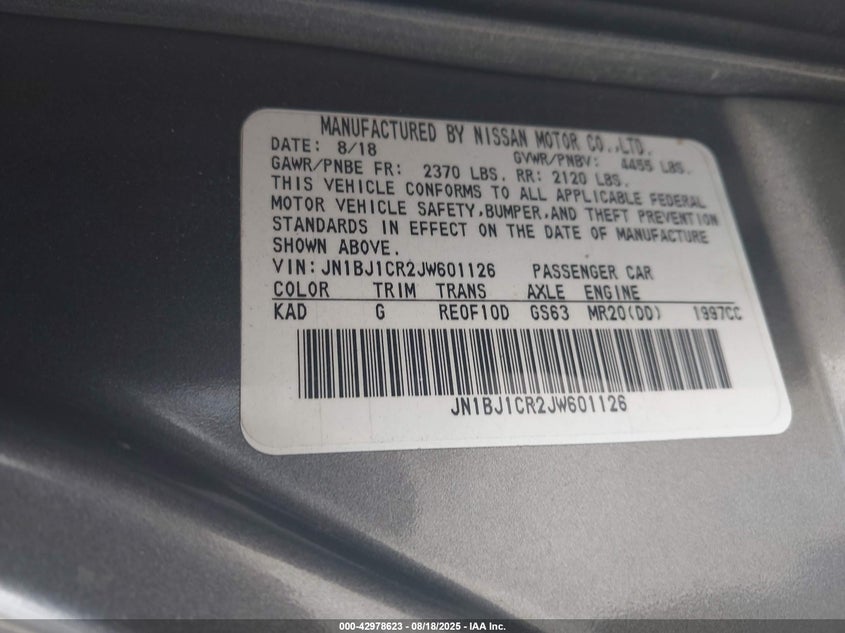 MANUFACTURED BY NISSAN MOTOR CO.,LTD.
DATE: 8/18 GVWR/PNBV: 4455 LBS.
GAWR/PNBE FR: 2370 LBS. RR: 2120 LBS.
THIS VEHICLE CONFORMS TO ALL APPLICABLE FEDERAL
MOTOR VEHICLE SAFETY,BUMPER,AND THEFT PREVENTION
STANDARDS IN EFFECT ON THE DATE OF MANUFACTURE
SHOWN ABOVE.
VIN: JN1BJ1CR2JW601126 PASSENGER CAR
COLOR TRIM TRANS AXLE ENGINE
KAD G RE0F10D GS63 MR20(DD) 1997CC
JN1BJ1CR2JW601126
000-42978623 - 08/18/2025 - IAA Inc.